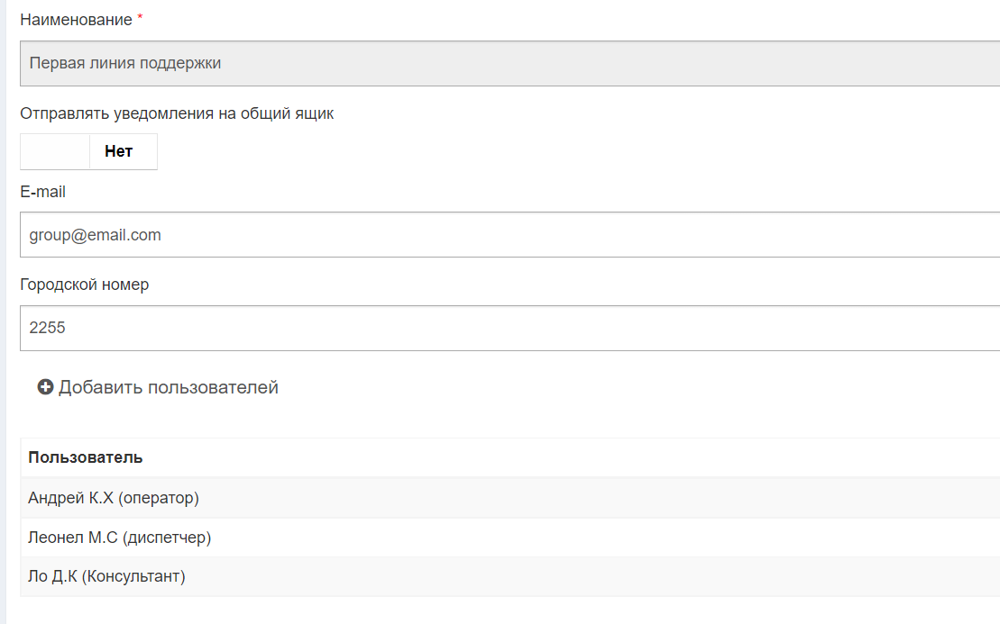 Наименование *
Первая линия поддержки
Отправлять уведомления на общий ящик
Нет
E-mail
group@email.com
Городской номер
2255
Добавить пользователей
Пользователь
Андрей К.Х (оператор)
Леонел М.С (диспетчер)
Ло Д.К (Консультант)